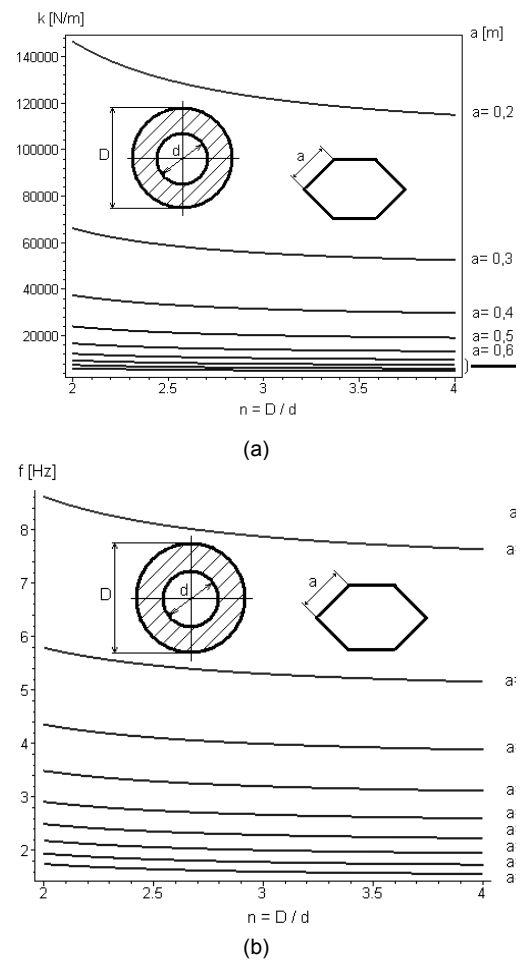 k [N/m]
a [m]
140000
120000
100000
80000
60000
40000
20000
a= 0,2
a= 0,3
a= 0,4
a= 0,5
a= 0,6
D
d
a
2
2.5
3
3.5
4
n = D / d
(a)
f [Hz]
a
8
7
6
5
4
3
2
a=
a=
a=
a=
a=
a=
a=
a=
a=
D
d
a
2
2.5
3
3.5
4
n = D / d
(b)